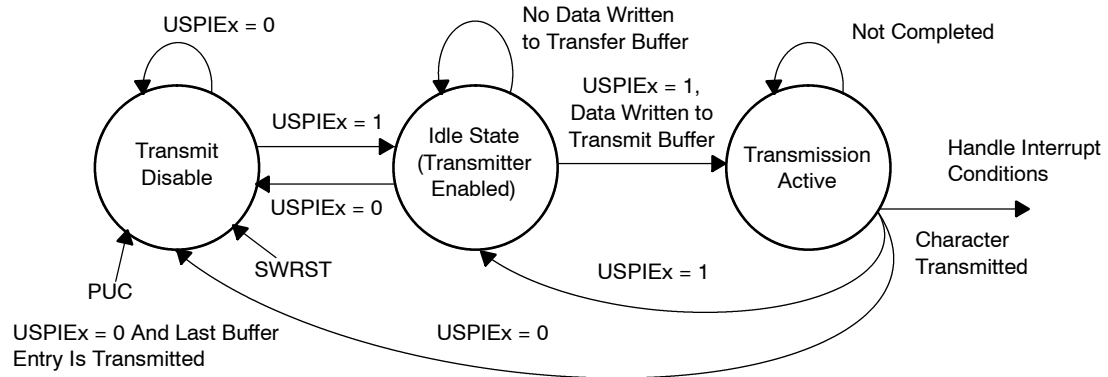 USPIEx = 0
No Data Written
to Transfer Buffer
Not Completed
USPIEx = 1,
Data Written to
Transmit Buffer
USPIEx = 1
Transmit
Disable
Idle State
(Transmitter
Enabled)
Transmission
Active
Handle Interrupt
Conditions
USPIEx = 0
SWRST
PUC
USPIEx = 1
Character
Transmitted
USPIEx = 0 And Last Buffer
Entry Is Transmitted
USPIEx = 0